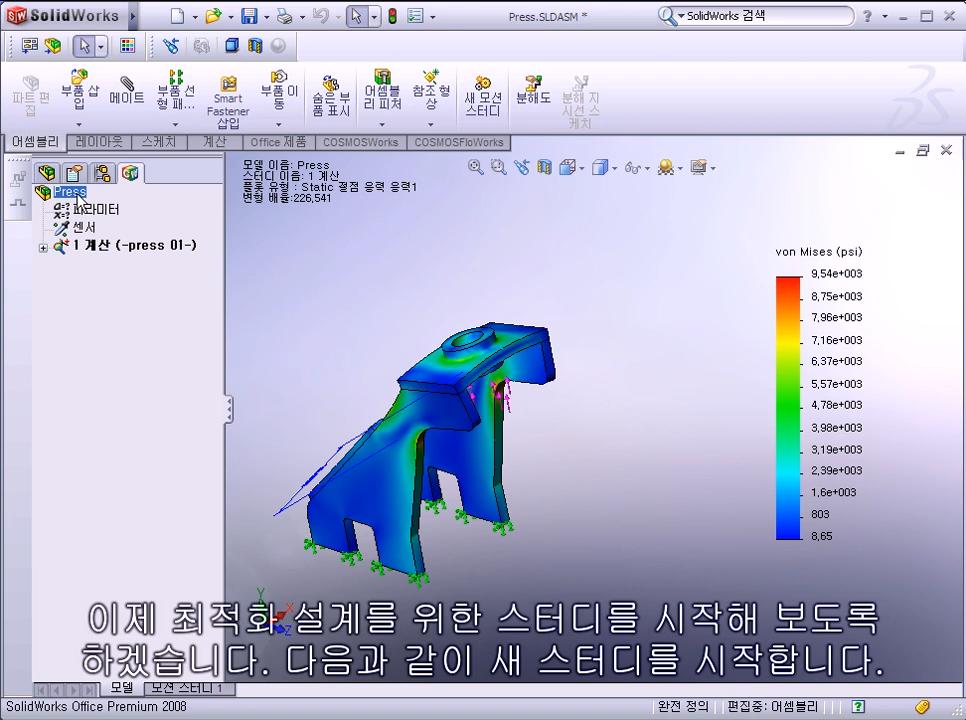 SolidWorks
Press.SLDASM *
SolidWorks 검색
파트 편집
부품 삽입
메이트
부품 선형 패...
Smart Fastener 삽입
부품 이동
숨은 부품 표시
어셈블리 피처
참조 형상
새 모션 스터디
분해도
분해 지시선 스케치
어셈블리
레이아웃
스케치
계산
Office 제품
COSMOSWorks
COSMOSFloWorks
Press
파라미터
센서
1 계산 (-press 01-)
모델 이름: Press
스터디 이름: 1 계산
플롯 유형 : Static 절점 응력 응력1
변형 배율:226,541
von Mises (psi)
9,54e+003
8,75e+003
7,96e+003
7,16e+003
6,37e+003
5,57e+003
4,78e+003
3,98e+003
3,19e+003
2,39e+003
1,6e+003
803
8,65
Y
X
Z
이제 최적화 설계를 위한 스터디를 시작해 보도록
하겠습니다. 다음과 같이 새 스터디를 시작합니다.
모델
모션 스터디 1
SolidWorks Office Premium 2008
완전 정의
편집중: 어셈블리